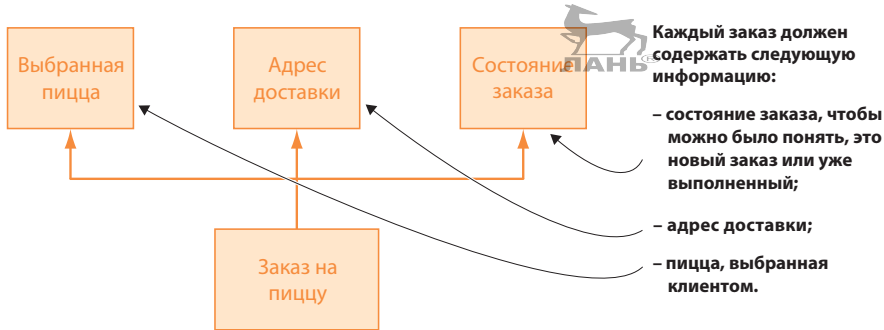 Выбранная
пицца
Адрес
доставки
Состояние
заказа
Заказ на
пиццу
ЛАНЬ®
Каждый заказ должен
содержать следующую
информацию:
– состояние заказа, чтобы
можно было понять, это
новый заказ или уже
выполненный;
– адрес доставки;
– пицца, выбранная
клиентом.